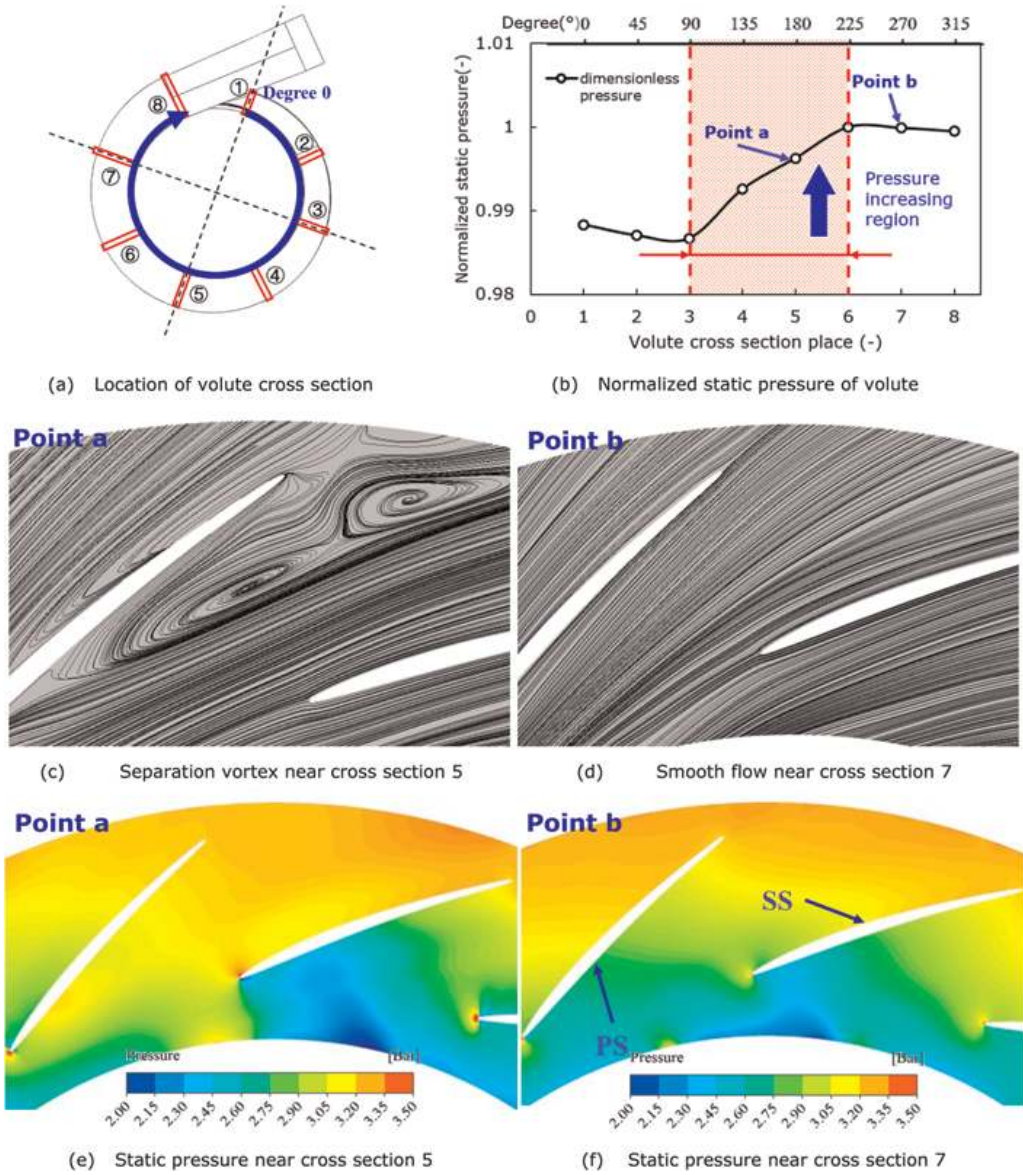 ①
Degree 0
⑧
②
⑦
③
⑥
④
⑤
(a) Location of volute cross section
Degree(°)0 45 90 135 180 225 270 315
1.01
1
0.99
0.98
Normalized static pressure(-)
dimensionless
pressure
Point a
Point b
Pressure
increasing
region
0 1 2 3 4 5 6 7 8
Volute cross section place (-)
(b) Normalized static pressure of volute
Point a
Point b
(c) Separation vortex near cross section 5
(d) Smooth flow near cross section 7
Point a
Pressure [Bar]
2.00 2.15 2.30 2.45 2.60 2.75 2.90 3.05 3.20 3.35 3.50
(e) Static pressure near cross section 5
Point b
SS
PS
Pressure [Bar]
2.00 2.15 2.30 2.45 2.60 2.75 2.90 3.05 3.20 3.35 3.50
(f) Static pressure near cross section 7